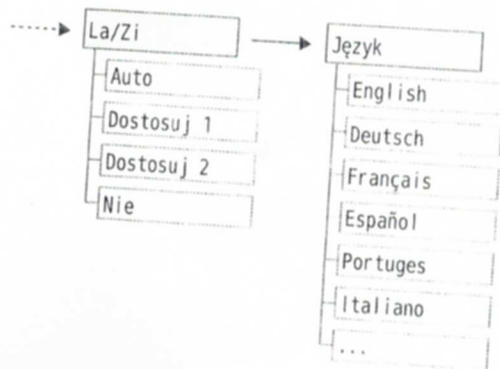 La/Zi
Auto
Dostosuj 1
Dostosuj 2
Nie
Język
English
Deutsch
Français
Español
Portuges
Italiano
...